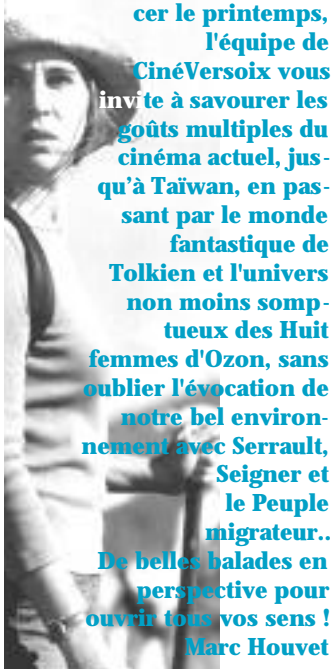 cer le printemps,
l'équipe de
CinéVersoix vous
invite à savourer les
goûts multiples du
cinéma actuel, jus-
qu'à Taïwan, en pas-
sant par le monde
fantastique de
Tolkien et l'univers
non moins somp-
tueux des Huit
femmes d'Ozon, sans
oublier l'évocation de
notre bel environ-
nement avec Serrault,
Seigner et
le Peuple
migrateur..
De belles balades en
perspective pour
ouvrir tous vos sens !
Marc Houvet